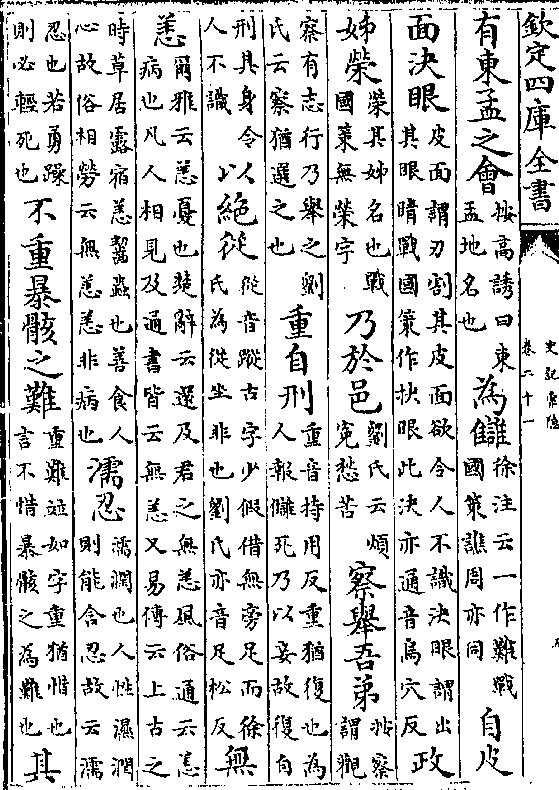 欽定四庫全書
史記索隱
卷二十一
有東孟之會按高誘曰東孟地名也為讎徐注云一作難戰國策譙周亦同自皮
面決眼皮面謂刀割其皮面欲令人不識決眼謂出其眼睛戰國策作抉眼此決亦通音烏穴反政
姊榮榮其姊名也戰國策無榮字乃於邑劉氏云煩冤愁苦察舉吾弟按察謂觀
察有志行乃舉之劉氏云察猶選之也重自刑重音持用反重猶復也為人報讎死乃以妾故復自
刑其身令人不識以絕從從音蹤古字少假借無旁足而徐氏為從坐非也劉氏亦音足松反無
恙爾雅云恙憂也楚辭云還及君之無恙風俗通云恙病也凡人相見及通書皆云無恙又易傳云上古之
時草居露宿恙齧蟲也善食人心故俗相勞云無恙恙非病也濡忍濡潤也人性濕潤則能含忍故云濡
忍也若勇躁則必輕死也不重暴骸之難重難並如字重猶惜也言不惜暴骸之為難也其